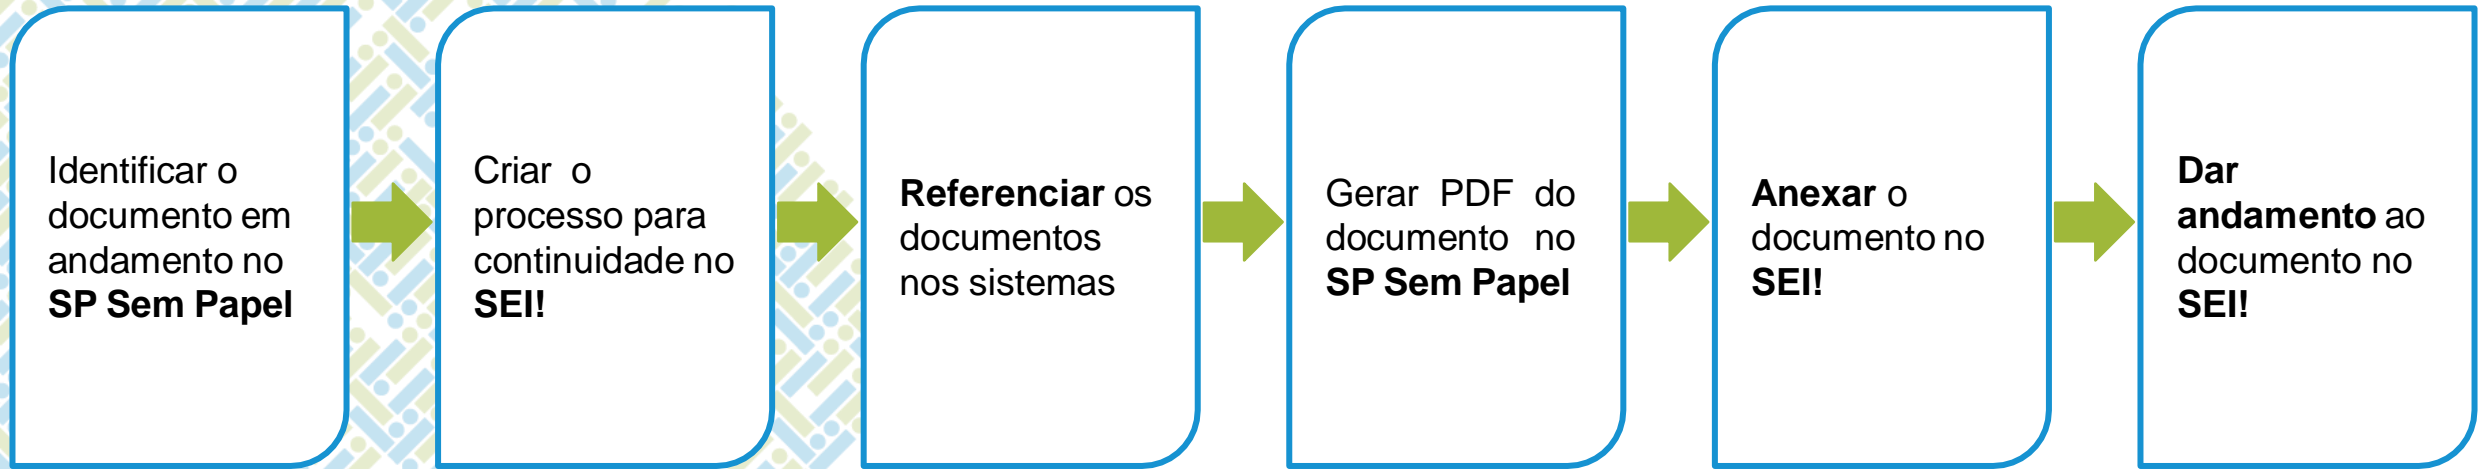 Identificar o
documento em
andamento no
SP Sem Papel
Criar o
processo para
continuidade no
SEI!
Referenciar os
documentos
nos sistemas
Gerar PDF do
documento no
SP Sem Papel
Anexar o
documento no
SEI!
Dar
andamento ao
documento no
SEI!